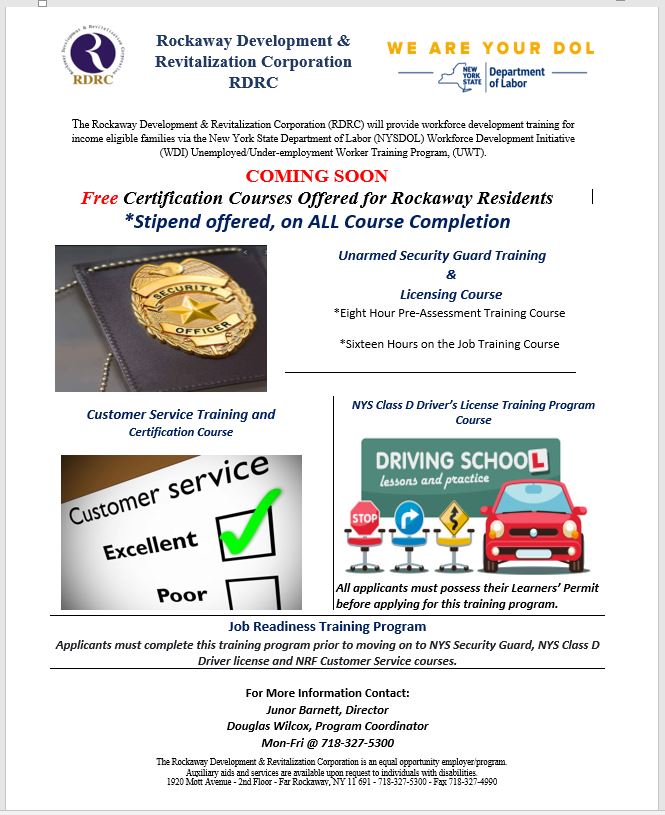 Rockaway Development & Revitalization Corporation
RDRC
Rockaway Development &
Revitalization Corporation
RDRC
WE ARE YOUR DOL
NEW
YORK
STATE
Department
of Labor
The Rockaway Development & Revitalization Corporation (RDRC) will provide workforce development training for
income eligible families via the New York State Department of Labor (NYSDOL) Workforce Development Initiative
(WDI) Unemployed/Under-employment Worker Training Program, (UWT).
COMING SOON
Free Certification Courses Offered for Rockaway Residents
*Stipend offered, on ALL Course Completion
SECURITY
OFFICER
Unarmed Security Guard Training
&
Licensing Course
*Eight Hour Pre-Assessment Training Course
*Sixteen Hours on the Job Training Course
Customer Service Training and
Certification Course
Customer service
Excellent
Poor
NYS Class D Driver’s License Training Program
Course
DRIVING SCHOOL
lessons and practice
STOP
All applicants must possess their Learners’ Permit
before applying for this training program.
Job Readiness Training Program
Applicants must complete this training program prior to moving on to NYS Security Guard, NYS Class D
Driver license and NRF Customer Service courses.
For More Information Contact:
Junor Barnett, Director
Douglas Wilcox, Program Coordinator
Mon-Fri @ 718-327-5300
The Rockaway Development & Revitalization Corporation is an equal opportunity employer/program.
Auxiliary aids and services are available upon request to individuals with disabilities.
1920 Mott Avenue - 2nd Floor - Far Rockaway, NY 11 691 - 718-327-5300 - Fax 718-327-4990